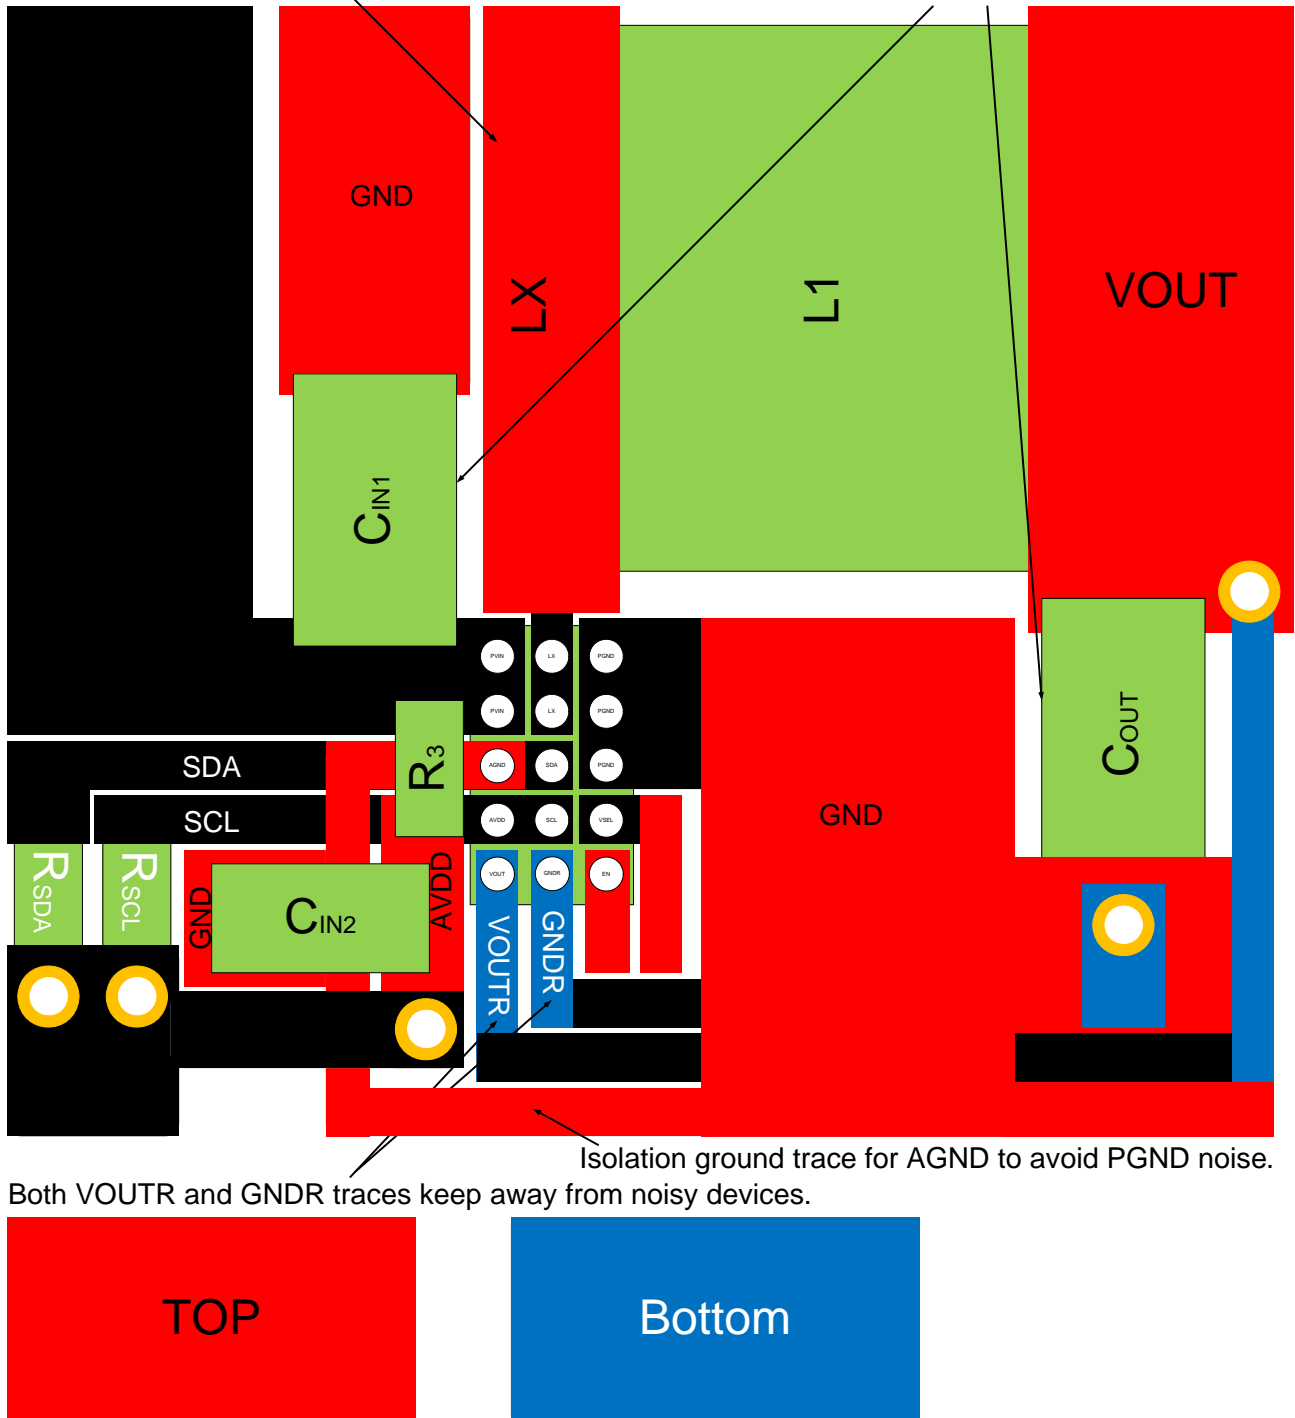 GND
LX
L1
VOUT
CIN1
PVIN LX PGND
PVIN LX PGND
COUT
SDA
R3
AGND SDA PGND
SCL
AVDD SCL VSEL
GND
RSDA
RSCL
GND
CIN2
AVDD
VOUT GNDR EN
VOUTR
GNDR
Isolation ground trace for AGND to avoid PGND noise.
Both VOUTR and GNDR traces keep away from noisy devices.
TOP
Bottom